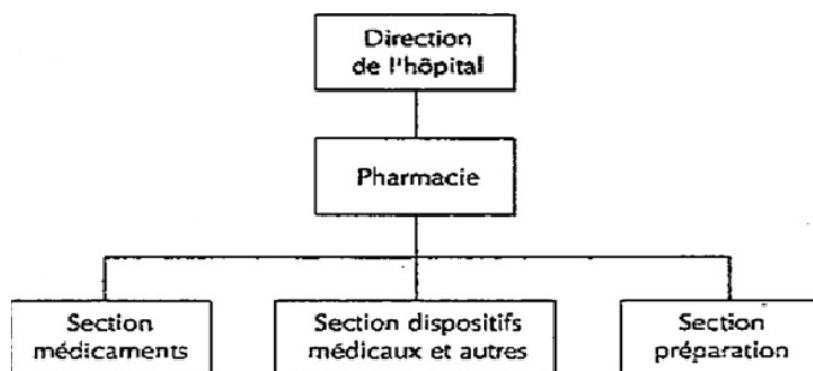 Direction
de l'hôpital
Pharmacie
Section
médicaments
Section dispositifs
médicaux et autres
Section
préparation